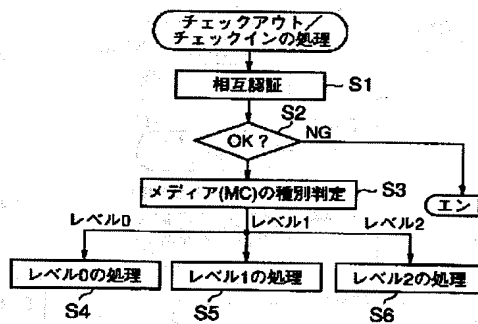 チェックアウト／
チェックインの処理
相互認証
S1
S2
OK？
NG
メディア(MC)の種別判定
S3
エン
レベル0
レベル1
レベル2
レベル0の処理
レベル1の処理
レベル2の処理
S4
S5
S6